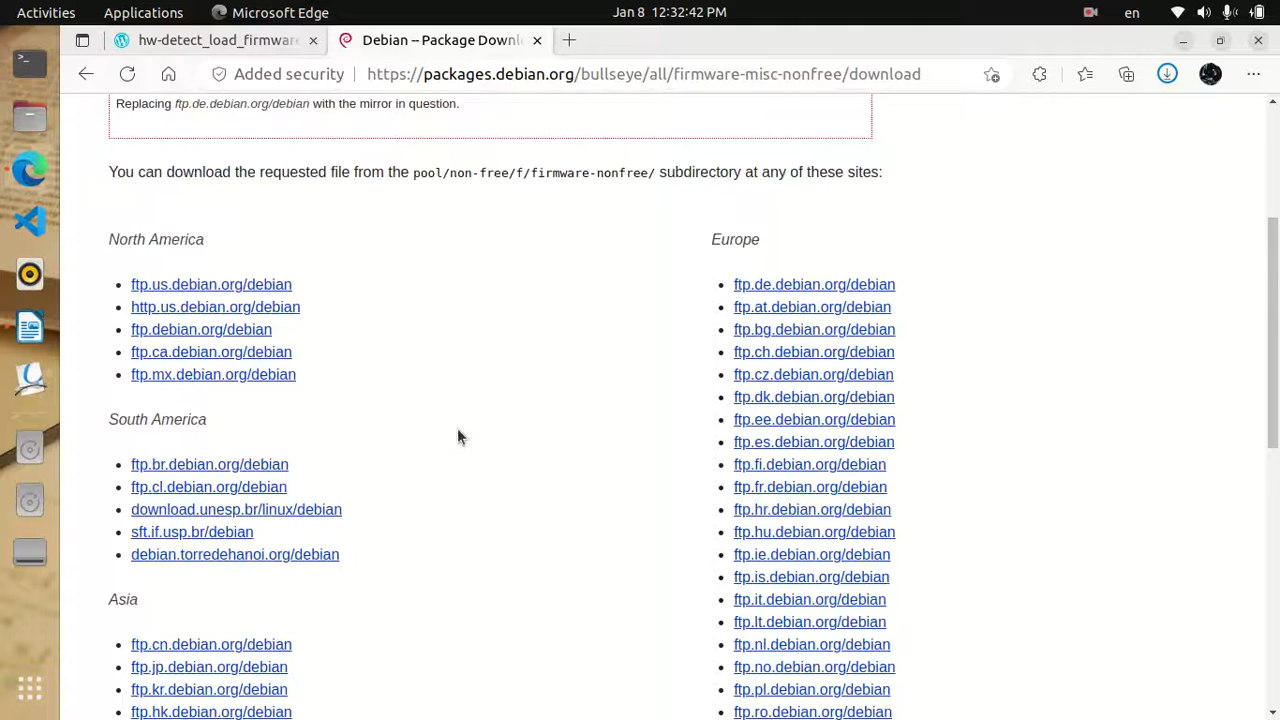 Activities Applications Microsoft Edge Jan 8 12:32:42 PM en
hw-detect_load_firmwar Debian -- Package Downl
Added security https://packages.debian.org/bullseye/all/firmware-misc-nonfree/download
Replacing ftp.de.debian.org/debian with the mirror in question.
You can download the requested file from the pool/non-free/f/firmware-nonfree/ subdirectory at any of these sites:
North America
ftp.us.debian.org/debian
http.us.debian.org/debian
ftp.debian.org/debian
ftp.ca.debian.org/debian
ftp.mx.debian.org/debian
South America
ftp.br.debian.org/debian
ftp.cl.debian.org/debian
download.unesp.br/linux/debian
sft.if.usp.br/debian
debian.torredehanoi.org/debian
Asia
ftp.cn.debian.org/debian
ftp.jp.debian.org/debian
ftp.kr.debian.org/debian
ftp.hk.debian.org/debian
Europe
ftp.de.debian.org/debian
ftp.at.debian.org/debian
ftp.bg.debian.org/debian
ftp.ch.debian.org/debian
ftp.cz.debian.org/debian
ftp.dk.debian.org/debian
ftp.ee.debian.org/debian
ftp.es.debian.org/debian
ftp.fi.debian.org/debian
ftp.fr.debian.org/debian
ftp.hr.debian.org/debian
ftp.hu.debian.org/debian
ftp.ie.debian.org/debian
ftp.is.debian.org/debian
ftp.it.debian.org/debian
ftp.lt.debian.org/debian
ftp.nl.debian.org/debian
ftp.no.debian.org/debian
ftp.pl.debian.org/debian
ftp.ro.debian.org/debian